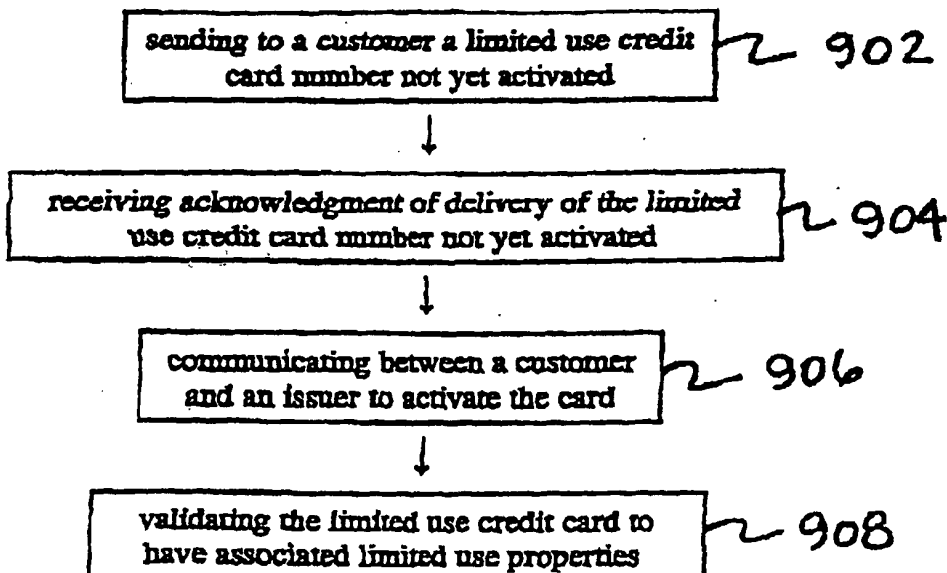 sending to a customer a limited use credit
card number not yet activated
902
receiving acknowledgment of delivery of the limited
use credit card number not yet activated
904
communicating between a customer
and an issuer to activate the card
906
validating the limited use credit card to
have associated limited use properties
908